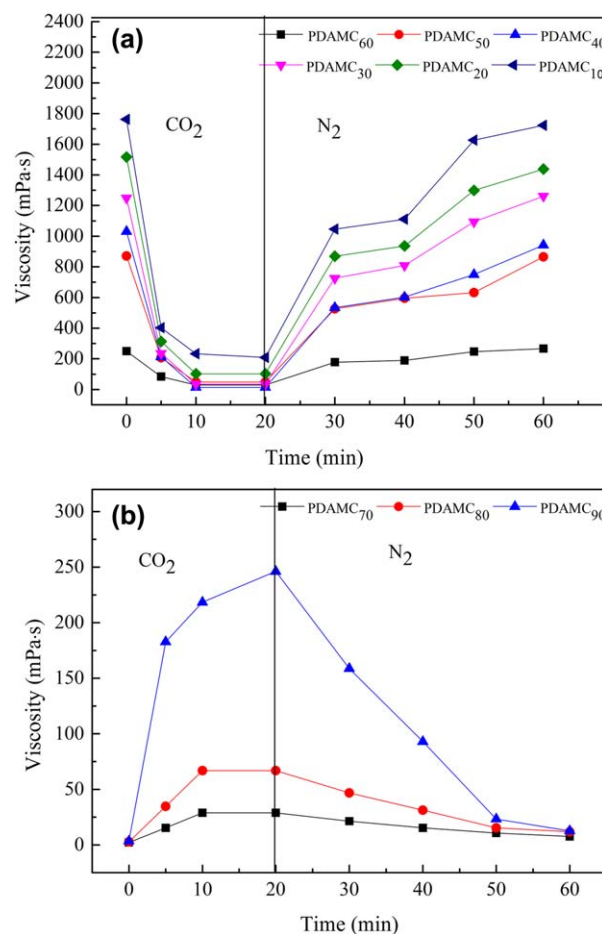 (a)
PDAMC60 PDAMC50 PDAMC40
PDAMC30 PDAMC20 PDAMC10
CO2 N2
2400
2200
2000
1800
1600
1400
1200
1000
800
600
400
200
0
Viscosity (mPa·s)
0 10 20 30 40 50 60
Time (min)
(b)
PDAMC70 PDAMC80 PDAMC90
CO2 N2
300
250
200
150
100
50
0
Viscosity (mPa·s)
0 10 20 30 40 50 60
Time (min)